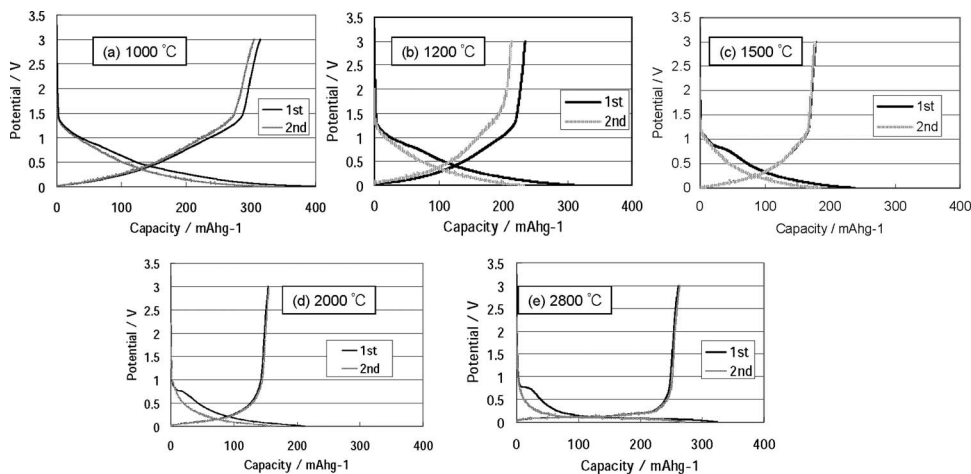 3.5
3
2.5
2
1.5
1
0.5
0
Potential / V
(a) 1000 °C
1st
2nd
0 100 200 300 400
Capacity / mAhg-1
3.5
3
2.5
2
1.5
1
0.5
0
Potential / V
(b) 1200 °C
1st
2nd
0 100 200 300 400
Capacity / mAhg-1
3.5
3
2.5
2
1.5
1
0.5
0
Potential / V
(c) 1500 °C
1st
2nd
0 100 200 300 400
Capacity / mAhg-1
3.5
3
2.5
2
1.5
1
0.5
0
Potential / V
(d) 2000 °C
1st
2nd
0 100 200 300 400
Capacity / mAhg-1
3.5
3
2.5
2
1.5
1
0.5
0
Potential / V
(e) 2800 °C
1st
2nd
0 100 200 300 400
Capacity / mAhg-1